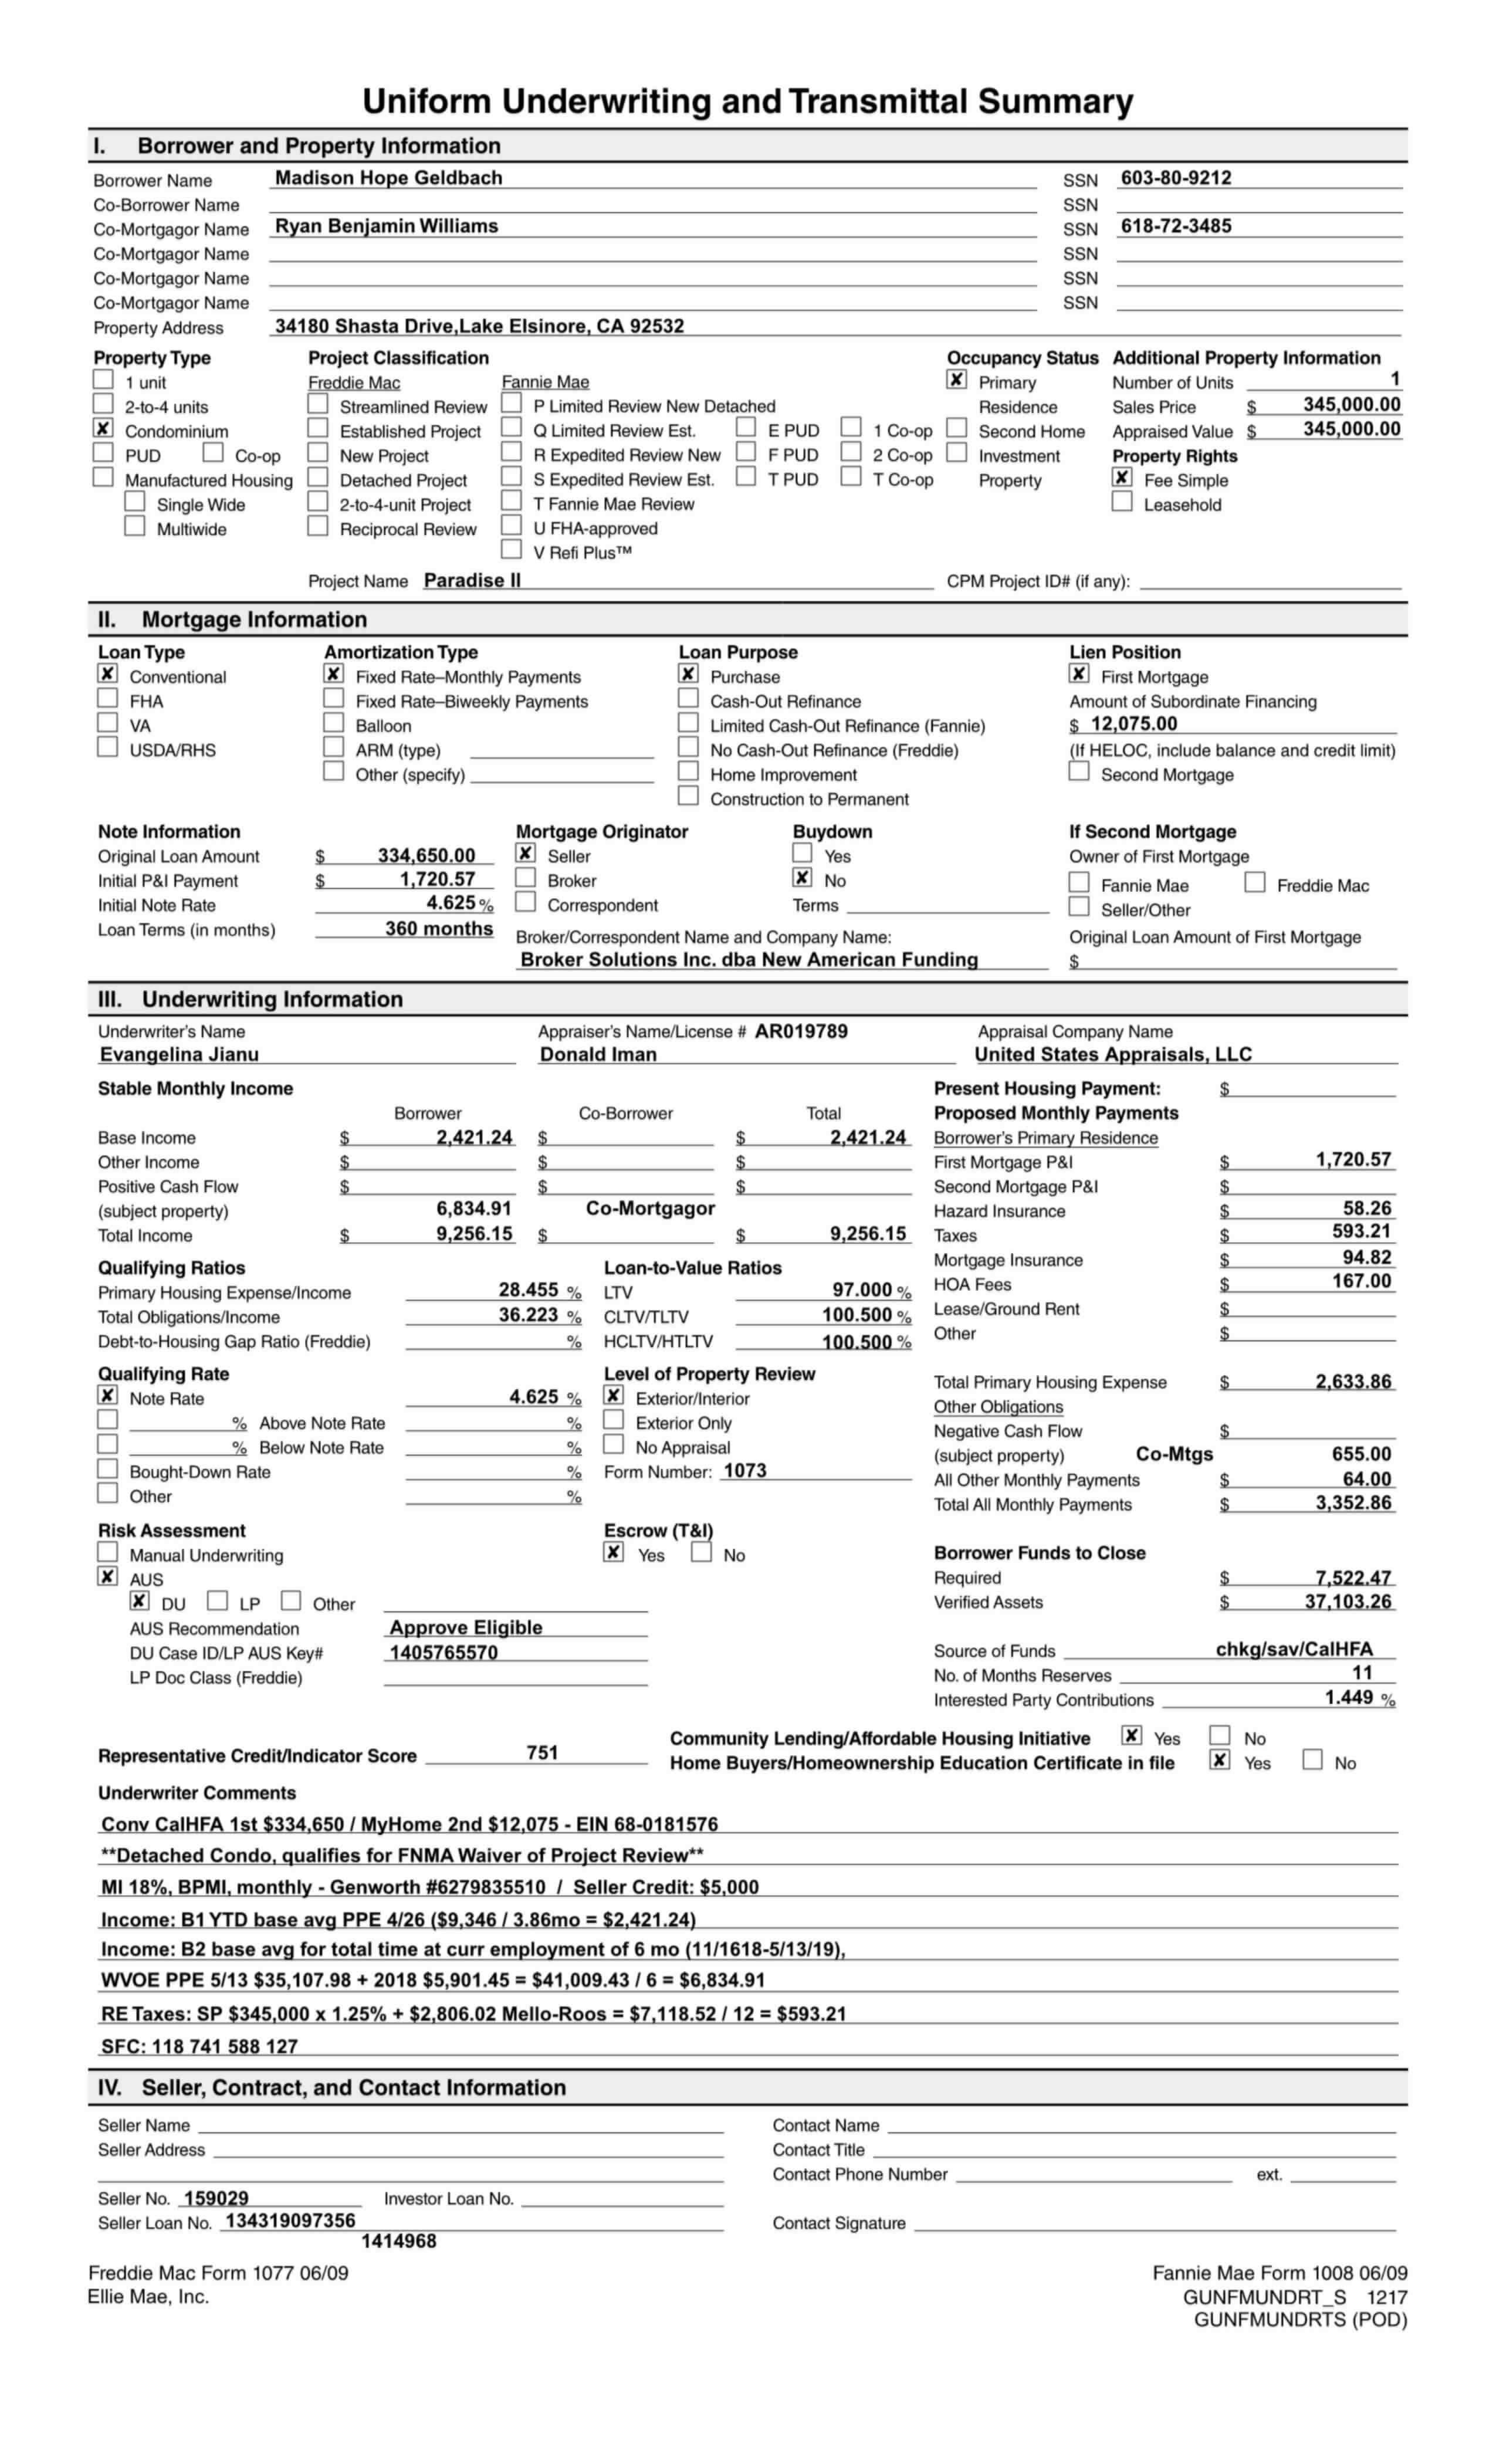 Uniform Underwriting and Transmittal Summary
I. Borrower and Property Information
Borrower Name Madison Hope Geldbach SSN 603-80-9212
Co-Borrower Name SSN
Co-Mortgagor Name Ryan Benjamin Williams SSN 618-72-3485
Co-Mortgagor Name SSN
Co-Mortgagor Name SSN
Co-Mortgagor Name SSN
Property Address 34180 Shasta Drive,Lake Elsinore, CA 92532
Property Type Project Classification Occupancy Status Additional Property Information
1 unit Freddie Mac Fannie Mae ✘ Primary Number of Units 1
2-to-4 units Streamlined Review P Limited Review New Detached Residence Sales Price $ 345,000.00
✘ Condominium Established Project Q Limited Review Est. E PUD 1 Co-op Second Home Appraised Value $ 345,000.00
PUD Co-op New Project R Expedited Review New F PUD 2 Co-op Investment Property Rights
Manufactured Housing Detached Project S Expedited Review Est. T PUD T Co-op Property ✘ Fee Simple
Single Wide 2-to-4-unit Project T Fannie Mae Review Leasehold
Multiwide Reciprocal Review U FHA-approved
V Refi Plus™
Project Name Paradise II CPM Project ID# (if any):
II. Mortgage Information
Loan Type Amortization Type Loan Purpose Lien Position
✘ Conventional ✘ Fixed Rate–Monthly Payments ✘ Purchase ✘ First Mortgage
FHA Fixed Rate–Biweekly Payments Cash-Out Refinance Amount of Subordinate Financing
VA Balloon Limited Cash-Out Refinance (Fannie) $ 12,075.00
USDA/RHS ARM (type) No Cash-Out Refinance (Freddie) (If HELOC, include balance and credit limit)
Other (specify) Home Improvement Second Mortgage
Construction to Permanent
Note Information Mortgage Originator Buydown If Second Mortgage
Original Loan Amount $ 334,650.00 ✘ Seller Yes Owner of First Mortgage
Initial P&I Payment $ 1,720.57 Broker ✘ No Fannie Mae Freddie Mac
Initial Note Rate 4.625 % Correspondent Terms Seller/Other
Loan Terms (in months) 360 months Broker/Correspondent Name and Company Name: Original Loan Amount of First Mortgage
Broker Solutions Inc. dba New American Funding $
III. Underwriting Information
Underwriter's Name Appraiser's Name/License # AR019789 Appraisal Company Name
Evangelina Jianu Donald Iman United States Appraisals, LLC
Stable Monthly Income Present Housing Payment: $
Borrower Co-Borrower Total Proposed Monthly Payments
Base Income $ 2,421.24 $ $ 2,421.24 Borrower's Primary Residence
Other Income $ $ $ First Mortgage P&I $ 1,720.57
Positive Cash Flow $ $ $ Second Mortgage P&I $
(subject property) 6,834.91 Co-Mortgagor Hazard Insurance $ 58.26
Total Income $ 9,256.15 $ $ 9,256.15 Taxes $ 593.21
Mortgage Insurance $ 94.82
Qualifying Ratios Loan-to-Value Ratios HOA Fees $ 167.00
Primary Housing Expense/Income 28.455 % LTV 97.000 % Lease/Ground Rent $
Total Obligations/Income 36.223 % CLTV/TLTV 100.500 % Other $
Debt-to-Housing Gap Ratio (Freddie) % HCLTV/HTLTV 100.500 %
Qualifying Rate Level of Property Review Total Primary Housing Expense $ 2,633.86
✘ Note Rate 4.625 % ✘ Exterior/Interior Other Obligations
% Above Note Rate % Exterior Only Negative Cash Flow $
% Below Note Rate % No Appraisal (subject property) Co-Mtgs 655.00
Bought-Down Rate % Form Number: 1073 All Other Monthly Payments $ 64.00
Other % Total All Monthly Payments $ 3,352.86
Risk Assessment Escrow (T&I)
Manual Underwriting ✘ Yes No Borrower Funds to Close
✘ AUS Required $ 7,522.47
✘ DU LP Other Verified Assets $ 37,103.26
AUS Recommendation Approve Eligible
DU Case ID/LP AUS Key# 1405765570 Source of Funds chkg/sav/CalHFA
LP Doc Class (Freddie) No. of Months Reserves 11
Interested Party Contributions 1.449 %
Community Lending/Affordable Housing Initiative ✘ Yes No
Representative Credit/Indicator Score 751 Home Buyers/Homeownership Education Certificate in file ✘ Yes No
Underwriter Comments
Conv CalHFA 1st $334,650 / MyHome 2nd $12,075 - EIN 68-0181576
**Detached Condo, qualifies for FNMA Waiver of Project Review**
MI 18%, BPMI, monthly - Genworth #6279835510 / Seller Credit: $5,000
Income: B1 YTD base avg PPE 4/26 ($9,346 / 3.86mo = $2,421.24)
Income: B2 base avg for total time at curr employment of 6 mo (11/1618-5/13/19),
WVOE PPE 5/13 $35,107.98 + 2018 $5,901.45 = $41,009.43 / 6 = $6,834.91
RE Taxes: SP $345,000 x 1.25% + $2,806.02 Mello-Roos = $7,118.52 / 12 = $593.21
SFC: 118 741 588 127
IV. Seller, Contract, and Contact Information
Seller Name Contact Name
Seller Address Contact Title
Contact Phone Number ext.
Seller No. 159029 Investor Loan No.
Seller Loan No. 134319097356 Contact Signature
1414968
Freddie Mac Form 1077 06/09 Fannie Mae Form 1008 06/09
Ellie Mae, Inc. GUNFMUNDRT_S 1217
GUNFMUNDRTS (POD)